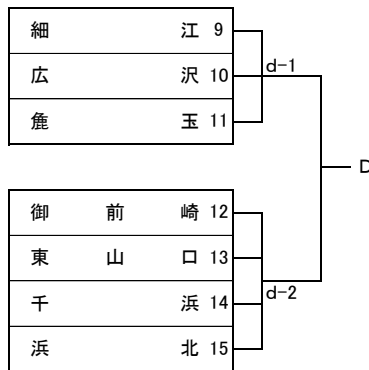 細江 9
広沢 10
d-1
麁玉 11
D
御前崎 12
東山口 13
d-2
千浜 14
浜北 15